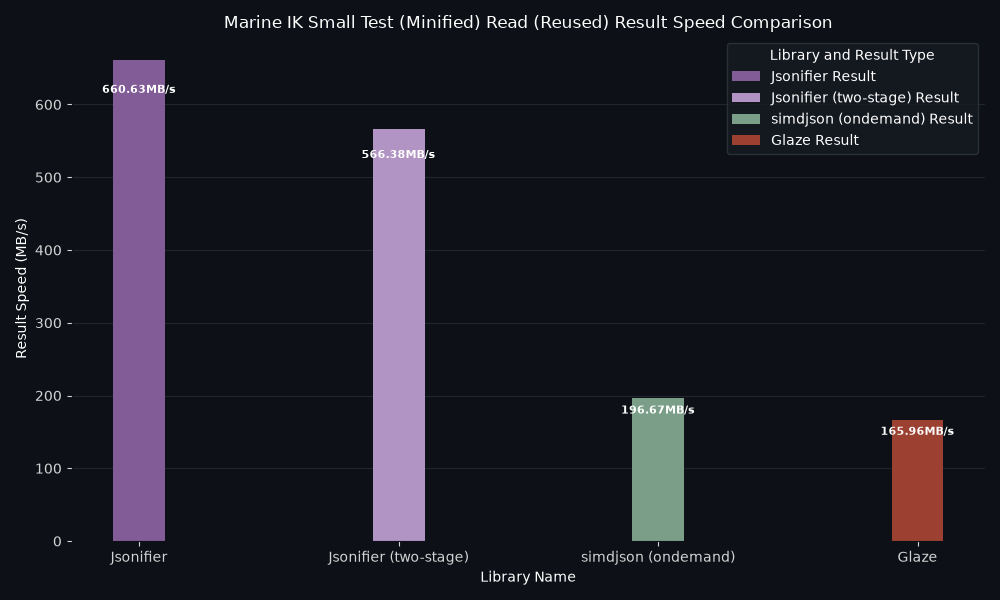 Marine IK Small Test (Minified) Read (Reused) Result Speed Comparison
Library and Result Type
Jsonifier Result
Jsonifier (two-stage) Result
simdjson (ondemand) Result
Glaze Result
660.63MB/s
566.38MB/s
196.67MB/s
165.96MB/s
Result Speed (MB/s)
600
500
400
300
200
100
0
Jsonifier
Jsonifier (two-stage)
simdjson (ondemand)
Glaze
Library Name